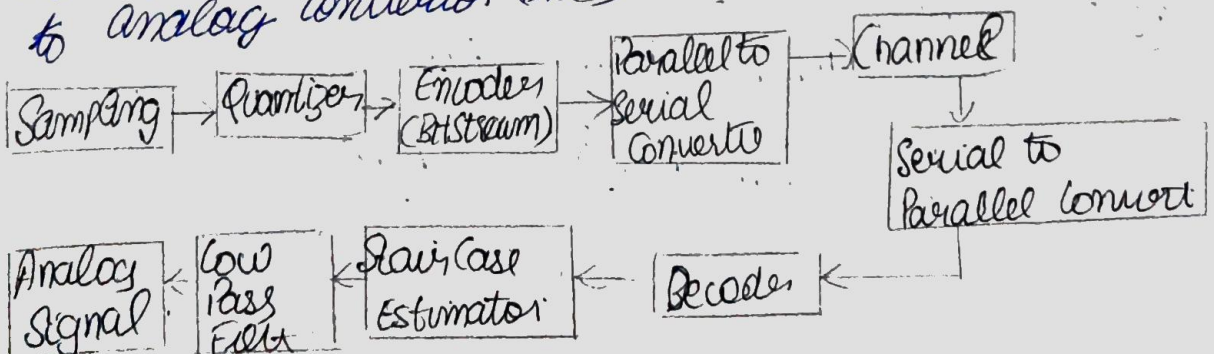 to analog
Sampling
Quantizer
Encoder
(Bitstream)
Parallel to
Serial
Converter
Channel
Serial to
Parallel Convert
Decoder
StairCase
Estimator
Low
Pass
Filt
Analog
Signal